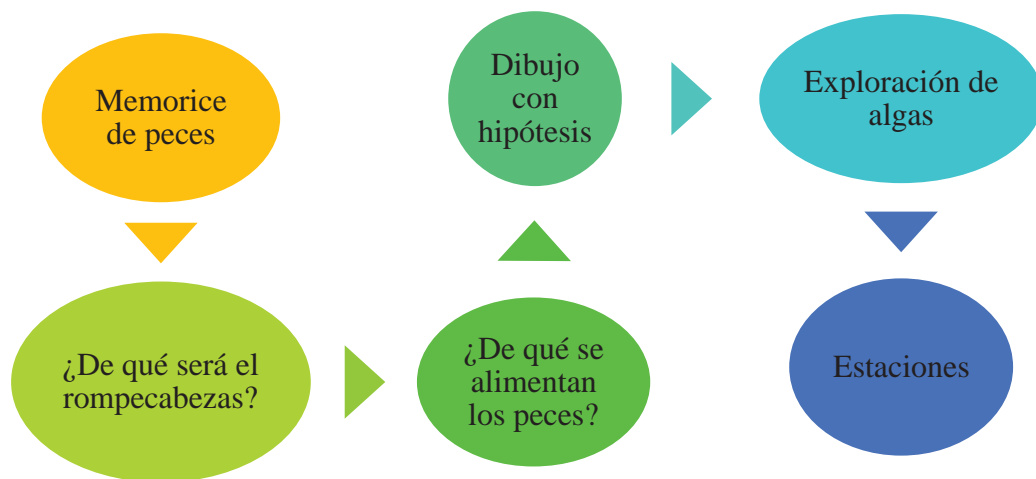 Memorice
de peces
¿De qué será el
rompecabezas?
¿De qué se
alimentan
los peces?
Dibujo
con
hipótesis
Exploración de
algas
Estaciones